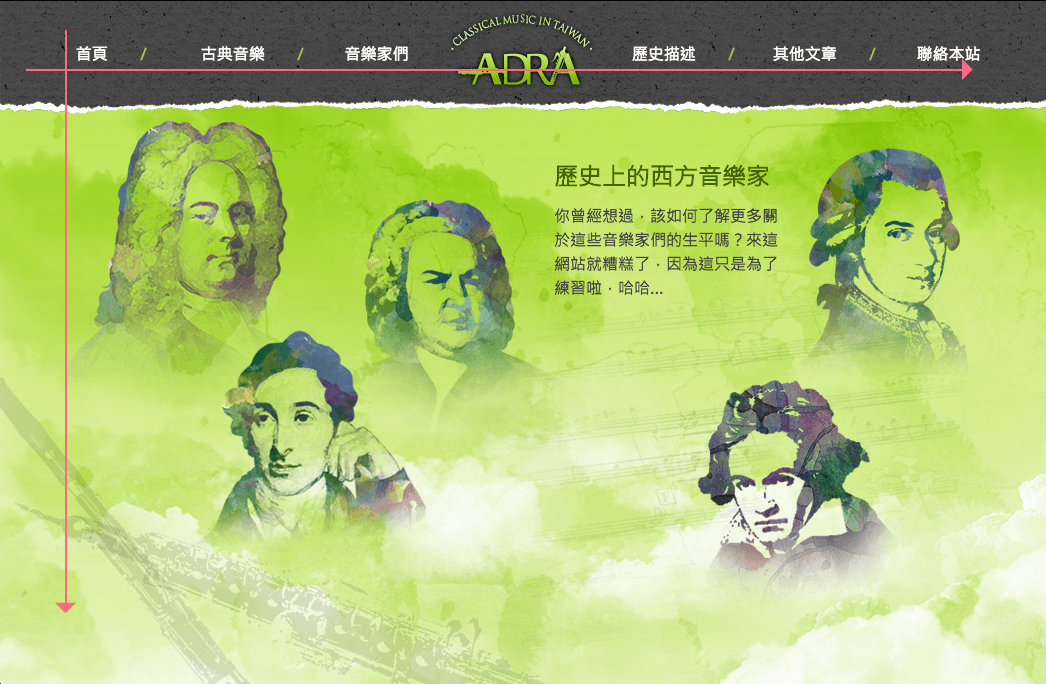 首頁 / 古典音樂 / 音樂家們
CLASSICAL MUSIC IN TAIWAN
ADRA
歷史描述 / 其他文章 / 聯絡本站
歷史上的西方音樂家
你曾經想過，該如何了解更多關
於這些音樂家們的生平嗎？來這
網站就糟糕了，因為這只是為了
練習啦，哈哈...